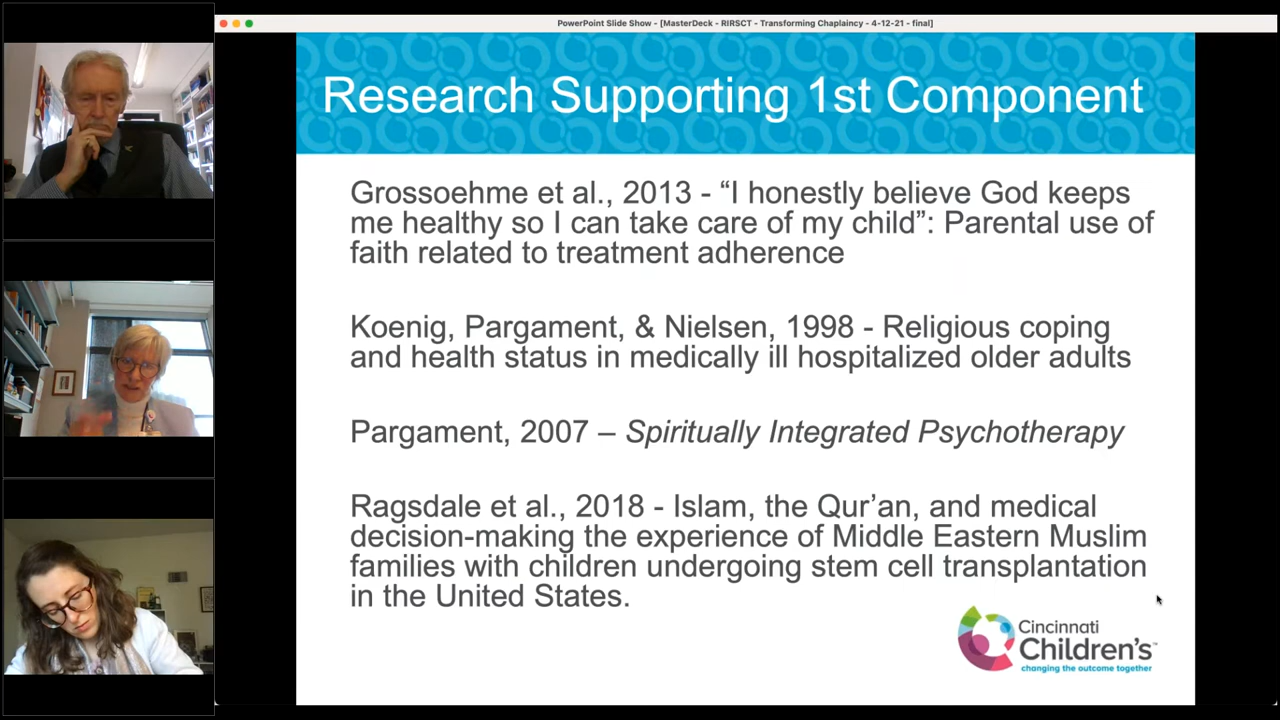 PowerPoint Slide Show - [MasterDeck - RIRSCT - Transforming Chaplaincy - 4-12-21 - final]
Research Supporting 1st Component
Grossoehme et al., 2013 - “I honestly believe God keeps
me healthy so I can take care of my child”: Parental use of
faith related to treatment adherence
Koenig, Pargament, & Nielsen, 1998 - Religious coping
and health status in medically ill hospitalized older adults
Pargament, 2007 – Spiritually Integrated Psychotherapy
Ragsdale et al., 2018 - Islam, the Qur’an, and medical
decision-making the experience of Middle Eastern Muslim
families with children undergoing stem cell transplantation
in the United States.
Cincinnati
Children’s™
changing the outcome together